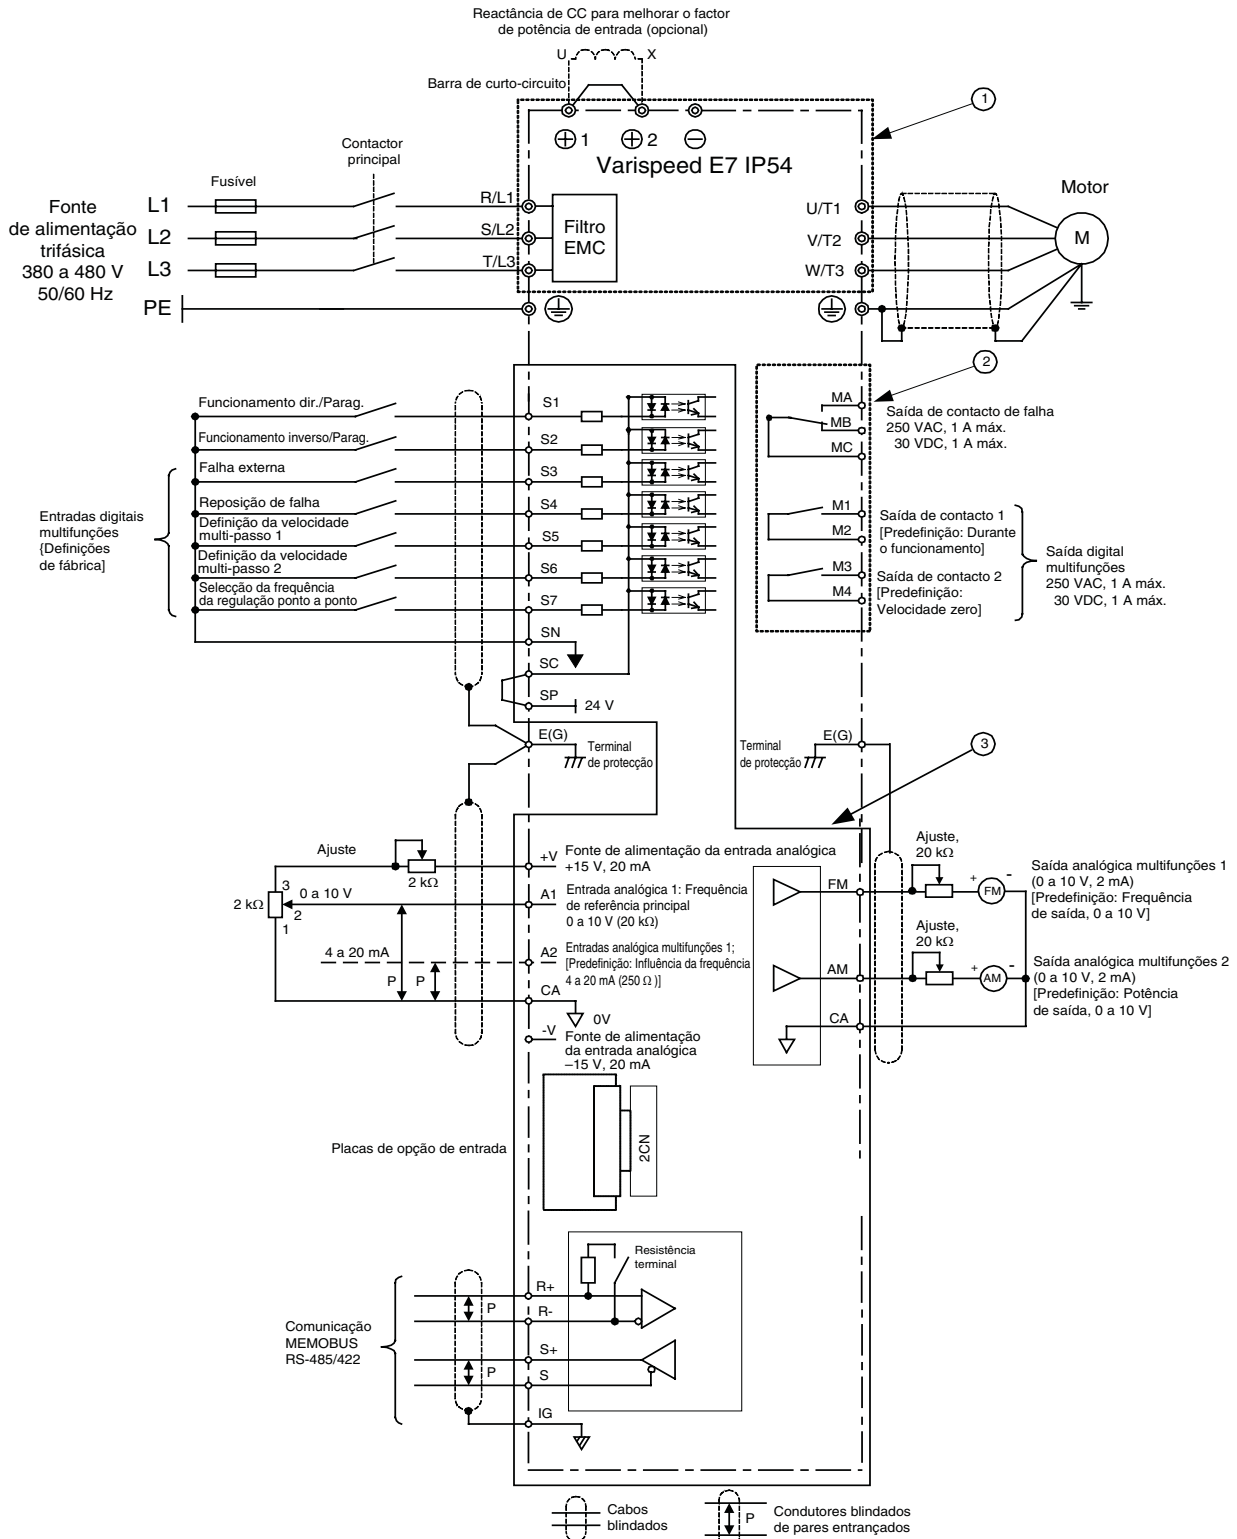 Reactância de CC para melhorar o factor
de potência de entrada (opcional)
U
X
Barra de curto-circuito
1
1
2
Varispeed E7 IP54
Contactor
principal
Fusível
Fonte
de alimentação
trifásica
380 a 480 V
50/60 Hz
L1
L2
L3
PE
R/L1
S/L2
T/L3
Filtro
EMC
U/T1
V/T2
W/T3
Motor
M
2
Entradas digitais
multifunções
{Definições
de fábrica]
Funcionamento dir./Parag.
Funcionamento inverso/Parag.
Falha externa
Reposição de falha
Definição da velocidade
multi-passo 1
Definição da velocidade
multi-passo 2
Selecção da frequência
da regulação ponto a ponto
S1
S2
S3
S4
S5
S6
S7
SN
SC
SP
24 V
E(G)
Terminal
de protecção
MA
MB
MC
Saída de contacto de falha
250 VAC, 1 A máx.
30 VDC, 1 A máx.
M1
M2
Saída de contacto 1
[Predefinição: Durante
o funcionamento]
M3
M4
Saída de contacto 2
[Predefinição:
Velocidade zero]
Saída digital
multifunções
250 VAC, 1 A máx.
30 VDC, 1 A máx.
Terminal
de protecção
E(G)
3
Ajuste
2 kΩ
2 kΩ
3
2
1
0 a 10 V
4 a 20 mA
P
P
+V
Fonte de alimentação da entrada analógica
+15 V, 20 mA
A1
Entrada analógica 1: Frequência
de referência principal
0 a 10 V (20 kΩ)
A2
Entradas analógica multifunções 1;
[Predefinição: Influência da frequência
4 a 20 mA (250 Ω )]
CA
0V
-V
Fonte de alimentação
da entrada analógica
–15 V, 20 mA
FM
AM
CA
Ajuste,
20 kΩ
+
FM
-
Ajuste,
20 kΩ
+
AM
-
Saída analógica multifunções 1
(0 a 10 V, 2 mA)
[Predefinição: Frequência
de saída, 0 a 10 V]
Saída analógica multifunções 2
(0 a 10 V, 2 mA)
[Predefinição: Potência
de saída, 0 a 10 V]
Placas de opção de entrada
2CN
Resistência
terminal
Comunicação
MEMOBUS
RS-485/422
P
P
R+
R-
S+
S
IG
Cabos
blindados
P
Condutores blindados
de pares entrançados